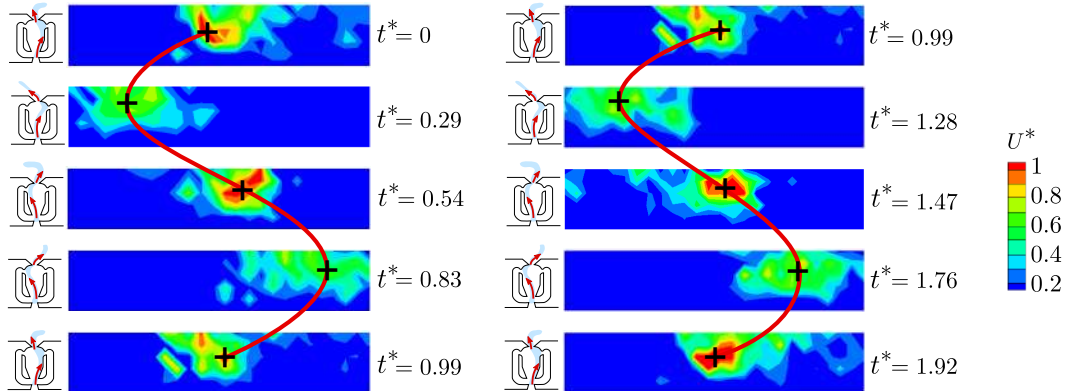 t* = 0
t* = 0.29
t* = 0.54
t* = 0.83
t* = 0.99
t* = 0.99
t* = 1.28
t* = 1.47
t* = 1.76
t* = 1.92
U*
1
0.8
0.6
0.4
0.2